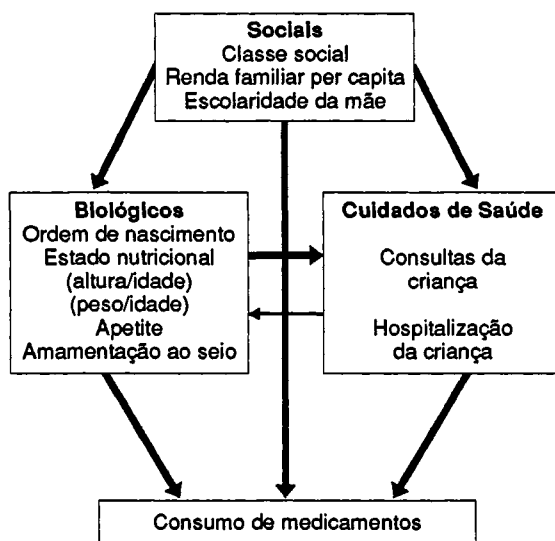 Sociais
Classe social
Renda familiar per capita
Escolaridade da mãe
Biológicos
Ordem de nascimento
Estado nutricional
(altura/idade)
(peso/idade)
Apetite
Amamentação ao seio
Cuidados de Saúde
Consultas da
criança
Hospitalização
da criança
Consumo de medicamentos